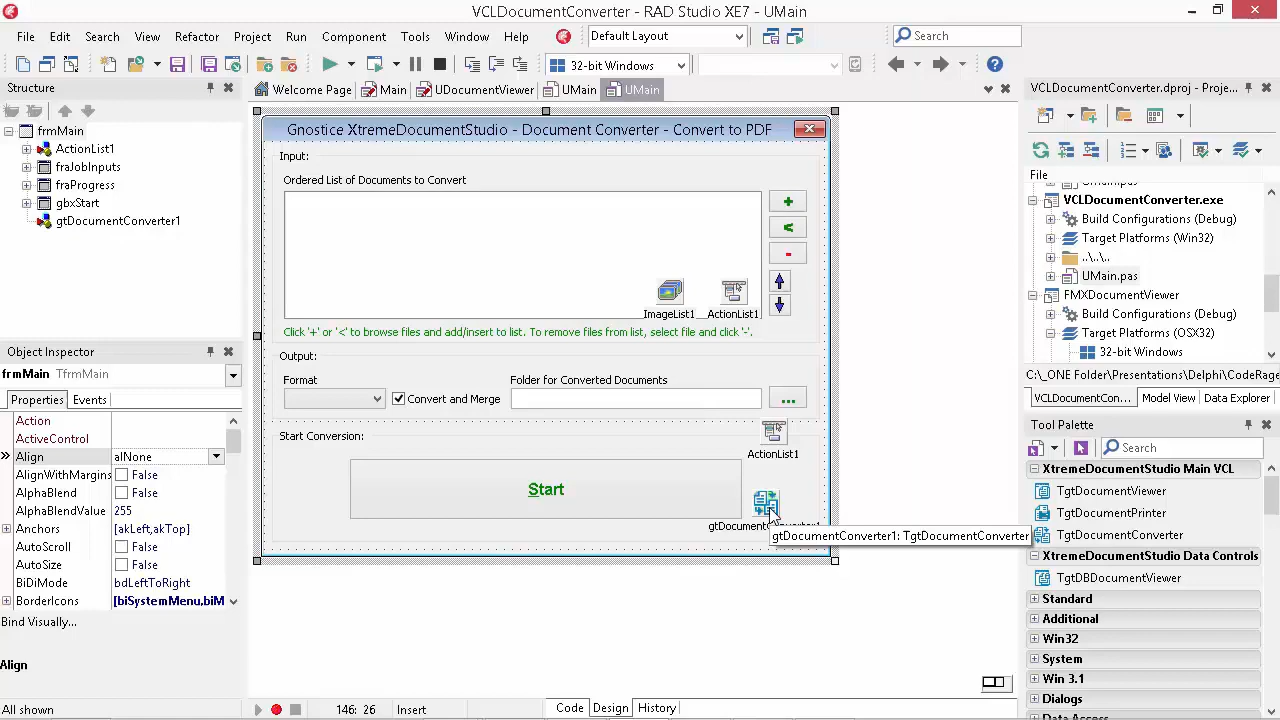 VCLDocumentConverter - RAD Studio XE7 - UMain
File Edit Search View Refactor Project Run Component Tools Window Help
Default Layout
Search
32-bit Windows
Structure
Welcome Page
Main
UDocumentViewer
UMain
UMain
VCLDocumentConverter.dproj - Proje...
frmMain
ActionList1
fraJobInputs
fraProgress
gbxStart
gtDocumentConverter1
Object Inspector
frmMain TfrmMain
Properties Events
Action
ActiveControl
Align alNone
AlignWithMargins False
AlphaBlend False
AlphaBlendValue 255
Anchors [akLeft,akTop]
AutoScroll False
AutoSize False
BiDiMode bdLeftToRight
BorderIcons [biSystemMenu,biM
Bind Visually...
Align
All shown
Gnostice XtremeDocumentStudio - Document Converter - Convert to PDF
Input:
Ordered List of Documents to Convert
+
<
-
ImageList1
ActionList1
Click '+' or '<' to browse files and add/insert to list. To remove files from list, select file and click '-'.
Output:
Format
Folder for Converted Documents
Convert and Merge
...
Start Conversion:
ActionList1
Start
gtDocumentConverter1: TgtDocumentConverter
146: 26
Insert
Code Design History
File
VCLDocumentConverter.exe
Build Configurations (Debug)
Target Platforms (Win32)
..\..\..
UMain.pas
FMXDocumentViewer
Build Configurations (Debug)
Target Platforms (OSX32)
32-bit Windows
C:\_ONE Folder\Presentations\Delphi\CodeRag
VCLDocumentCon... Model View Data Explorer
Tool Palette
Search
XtremeDocumentStudio Main VCL
TgtDocumentViewer
TgtDocumentPrinter
TgtDocumentConverter
XtremeDocumentStudio Data Controls
TgtDBDocumentViewer
Standard
Additional
Win32
System
Win 3.1
Dialogs
Data Access